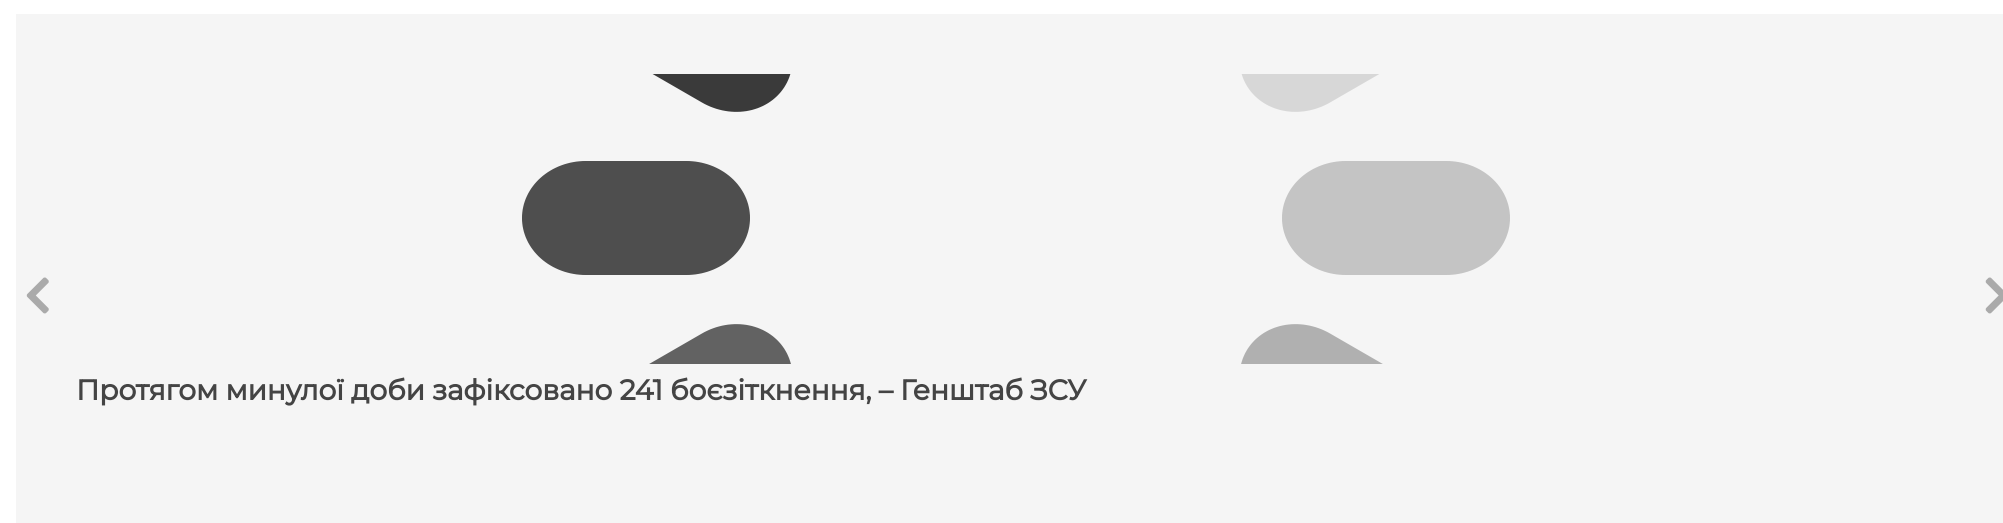 Протягом минулої доби зафіксовано 241 боєзіткнення, – Генштаб ЗСУ